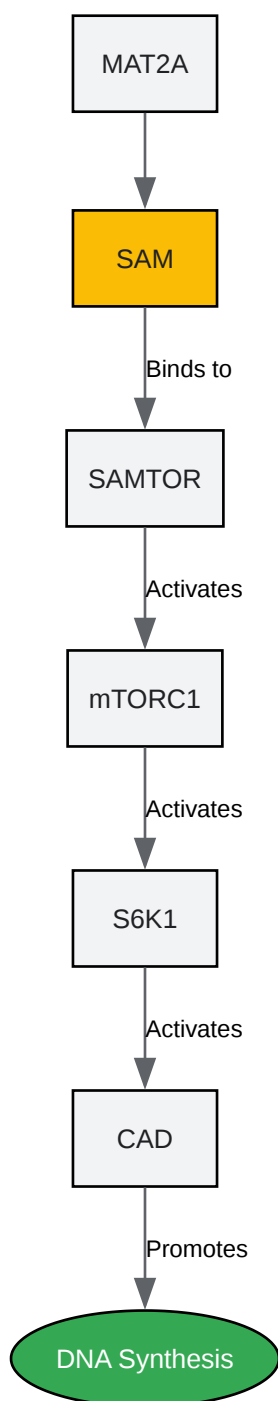 MAT2A
SAM
Binds to
SAMTOR
Activates
mTORC1
Activates
S6K1
Activates
CAD
Promotes
DNA Synthesis